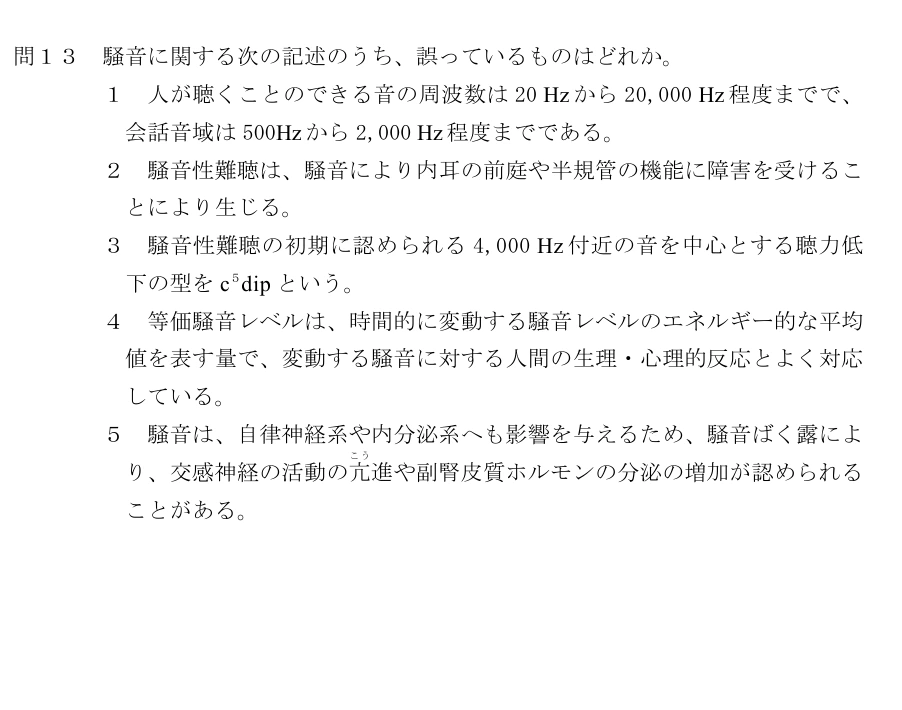 問１３　騒音に関する次の記述のうち、誤っているものはどれか。
１　人が聴くことのできる音の周波数は 20 Hz から 20,000 Hz 程度までで、
会話音域は 500Hz から 2,000 Hz 程度までである。
２　騒音性難聴は、騒音により内耳の前庭や半規管の機能に障害を受けるこ
とにより生じる。
３　騒音性難聴の初期に認められる 4,000 Hz 付近の音を中心とする聴力低
下の型を c⁵dip という。
４　等価騒音レベルは、時間的に変動する騒音レベルのエネルギー的な平均
値を表す量で、変動する騒音に対する人間の生理・心理的反応とよく対応
している。
５　騒音は、自律神経系や内分泌系へも影響を与えるため、騒音ばく露によ
こう
り、交感神経の活動の亢進や副腎皮質ホルモンの分泌の増加が認められる
ことがある。